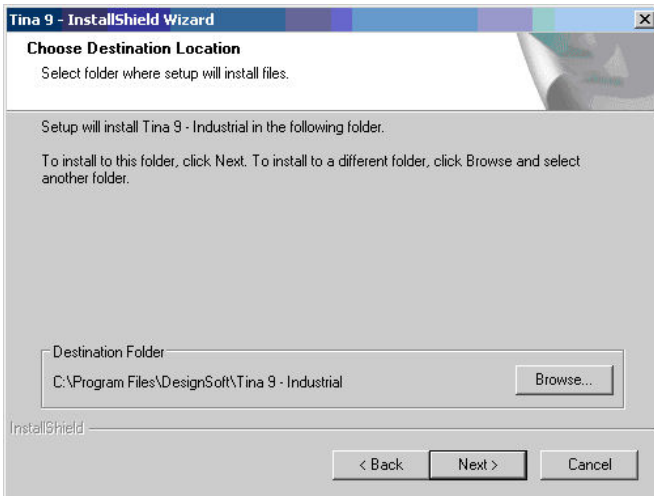 Tina 9 - InstallShield Wizard
Choose Destination Location
Select folder where setup will install files.
Setup will install Tina 9 - Industrial in the following folder.
To install to this folder, click Next. To install to a different folder, click Browse and select
another folder.
Destination Folder
C:\Program Files\DesignSoft\Tina 9 - Industrial
Browse...
InstallShield
< Back
Next >
Cancel